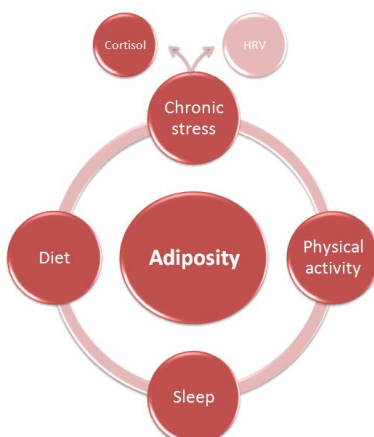 Cortisol
HRV
Chronic
stress
Diet
Adiposity
Physical
activity
Sleep